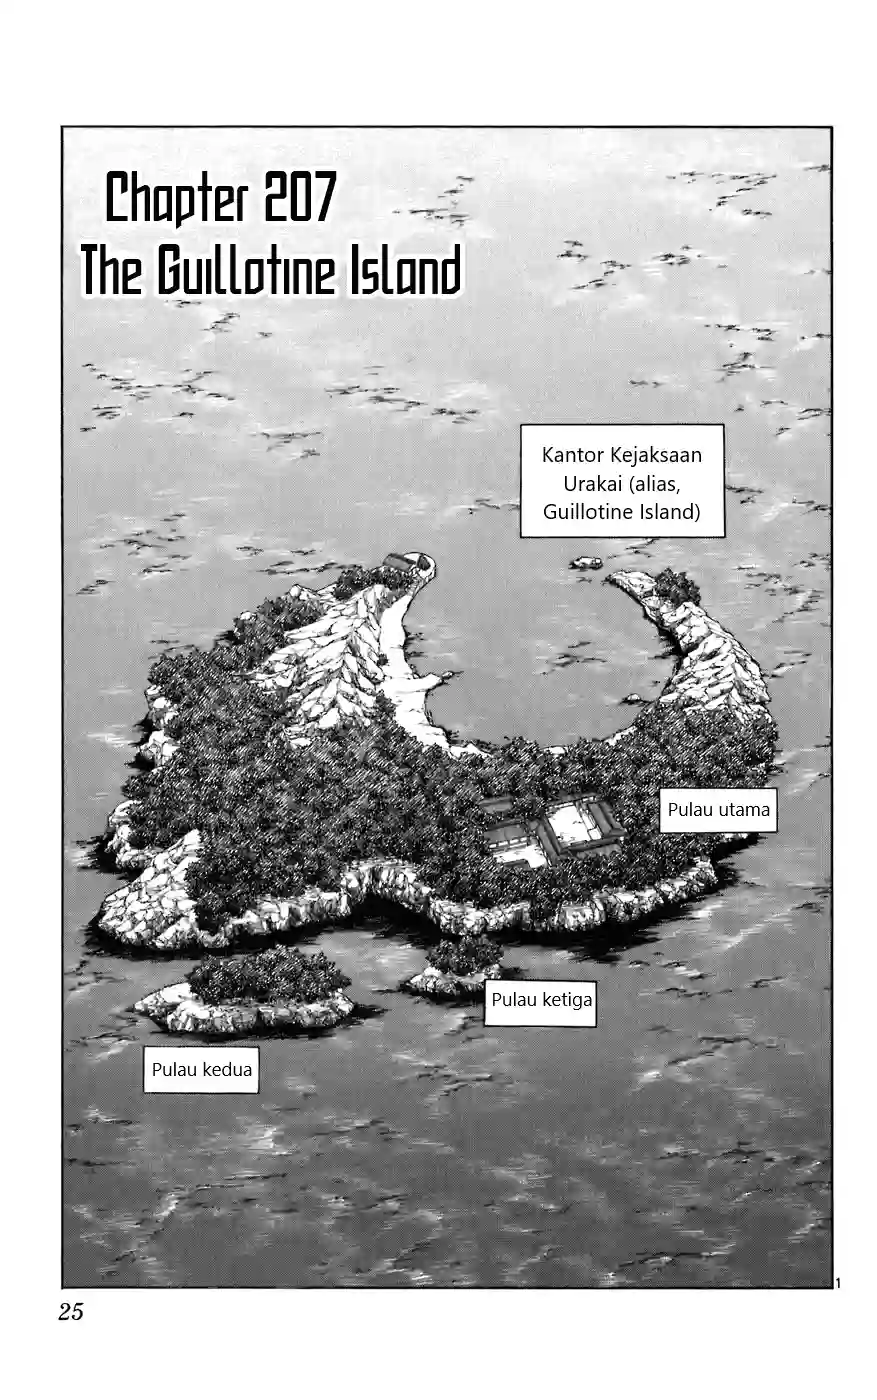 Chapter 207
The Guillotine Island
Kantor Kejaksaan
Urakai (alias,
Guillotine Island)
Pulau utama
Pulau ketiga
Pulau kedua
1
25